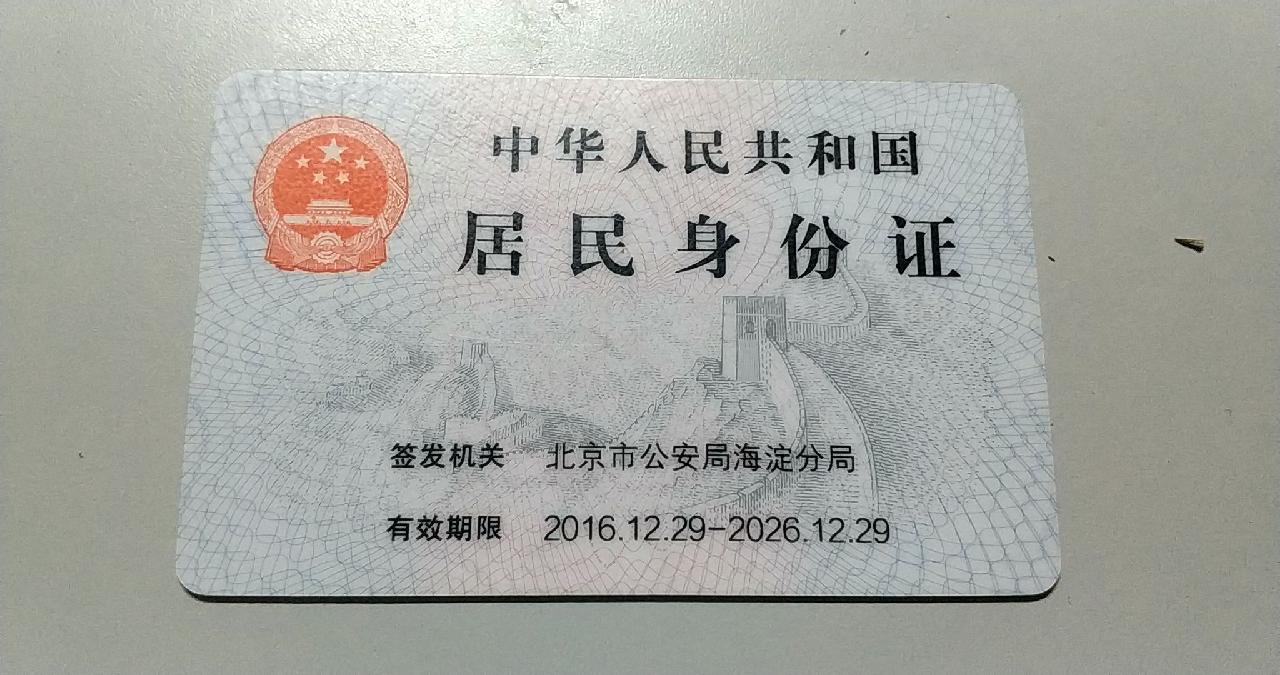 中华人民共和国
居民身份证
签发机关 北京市公安局海淀分局
有效期限 2016.12.29-2026.12.29